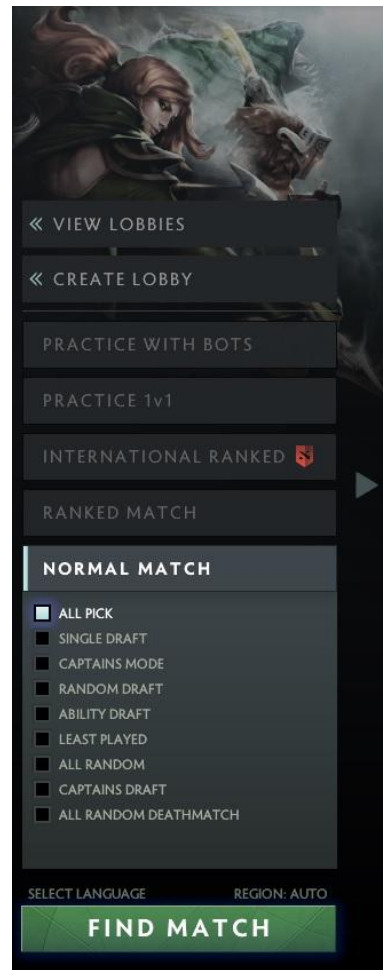 VIEW LOBBIES
CREATE LOBBY
PRACTICE WITH BOTS
PRACTICE 1v1
INTERNATIONAL RANKED
RANKED MATCH
NORMAL MATCH
ALL PICK
SINGLE DRAFT
CAPTAINS MODE
RANDOM DRAFT
ABILITY DRAFT
LEAST PLAYED
ALL RANDOM
CAPTAINS DRAFT
ALL RANDOM DEATHMATCH
SELECT LANGUAGE REGION: AUTO
FIND MATCH